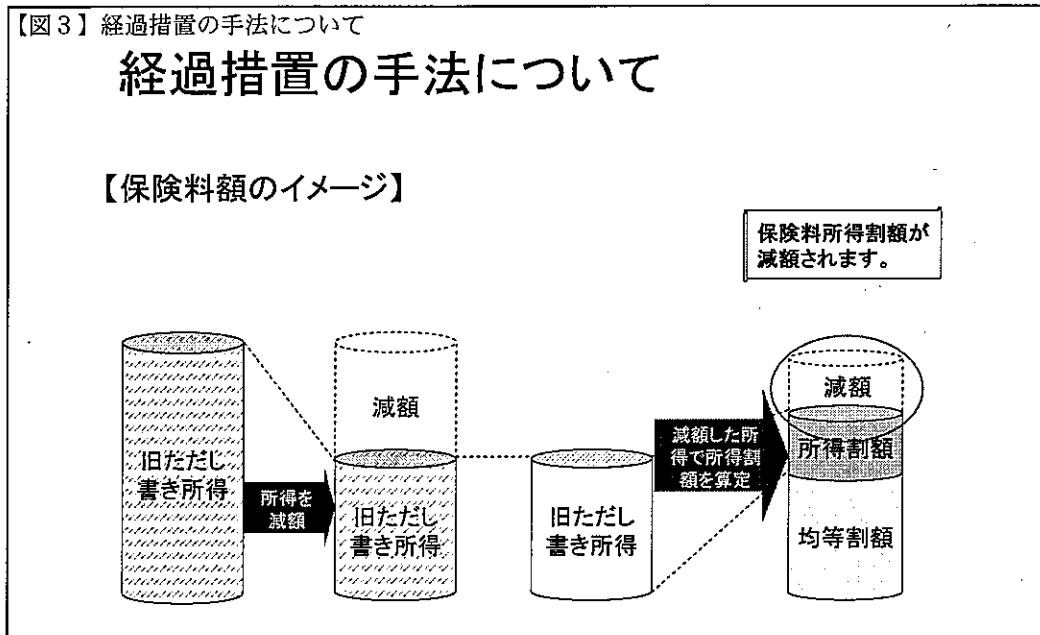 【図3】経過措置の手法について
経過措置の手法について
【保険料額のイメージ】
保険料所得割額が
減額されます。
旧ただし
書き所得
所得を
減額
減額
旧ただし
書き所得
旧ただし
書き所得
減額した所
得で所得割
額を算定
減額
所得割額
均等割額